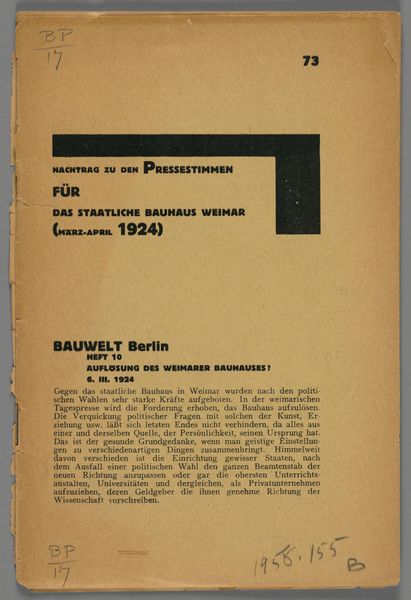 BP
17
73
NACHTRAG ZU DEN PRESSESTIMMEN
FÜR
DAS STAATLICHE BAUHAUS WEIMAR
(MÄRZ-APRIL 1924)
BAUWELT Berlin
HEFT 10
AUFLÖSUNG DES WEIMARER BAUHAUSES?
6. III. 1924
Gegen das staatliche Bauhaus in Weimar wurden nach den politi-
schen Wahlen sehr starke Kräfte aufgeboten. In der weimarischen
Tagespresse wird die Forderung erhoben, das Bauhaus aufzulösen.
Die Verquickung politischer Fragen mit solchen der Kunst, Er-
ziehung usw. läßt sich letzten Endes nicht verhindern, da alles aus
einer und derselben Quelle, der Persönlichkeit, seinen Ursprung hat.
Das ist der gesunde Grundgedanke, wenn man geistige Einstellun-
gen zu verschiedenartigen Dingen zusammenbringt. Himmelweit
davon verschieden ist die Einrichtung gewisser Staaten, nach
dem Ausfall einer politischen Wahl den ganzen Beamtenstab der
neuen Richtung anzupassen oder gar die obersten Unterrichts-
anstalten, Universitäten und dergleichen, als Privatunternehmen
aufzuziehen, deren Geldgeber die ihnen genehme Richtung der
Wissenschaft vorschreiben.
BP
17
1958.155
B